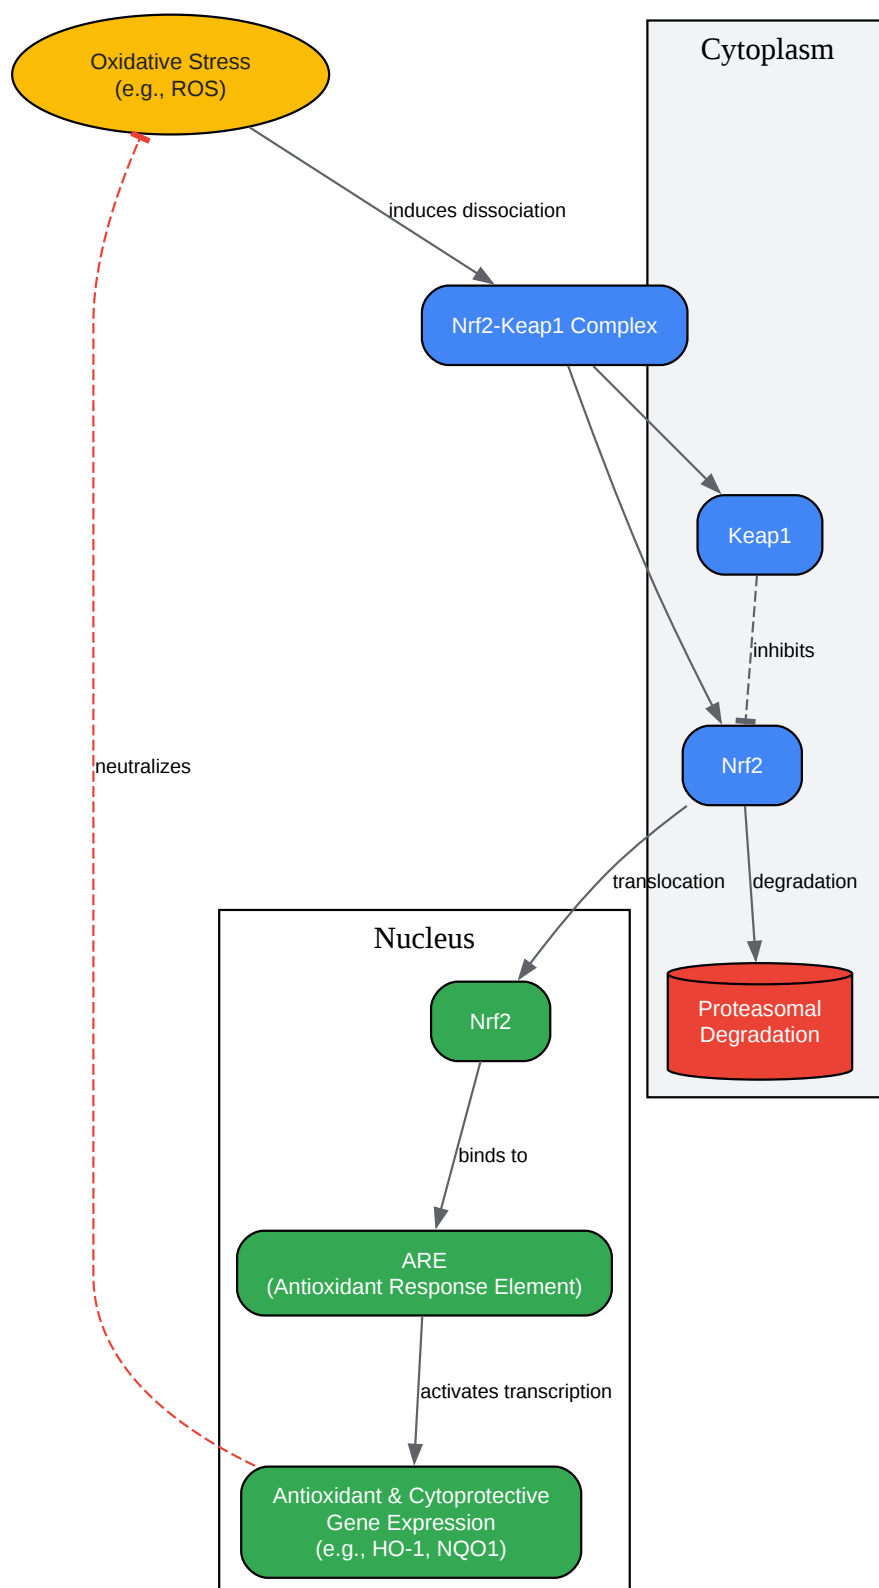 Oxidative Stress
(e.g., ROS)
Cytoplasm
induces dissociation
Nrf2-Keap1 Complex
Keap1
inhibits
Nrf2
neutralizes
translocation
degradation
Nucleus
Nrf2
Proteasomal
Degradation
binds to
ARE
(Antioxidant Response Element)
activates transcription
Antioxidant & Cytoprotective
Gene Expression
(e.g., HO-1, NQO1)